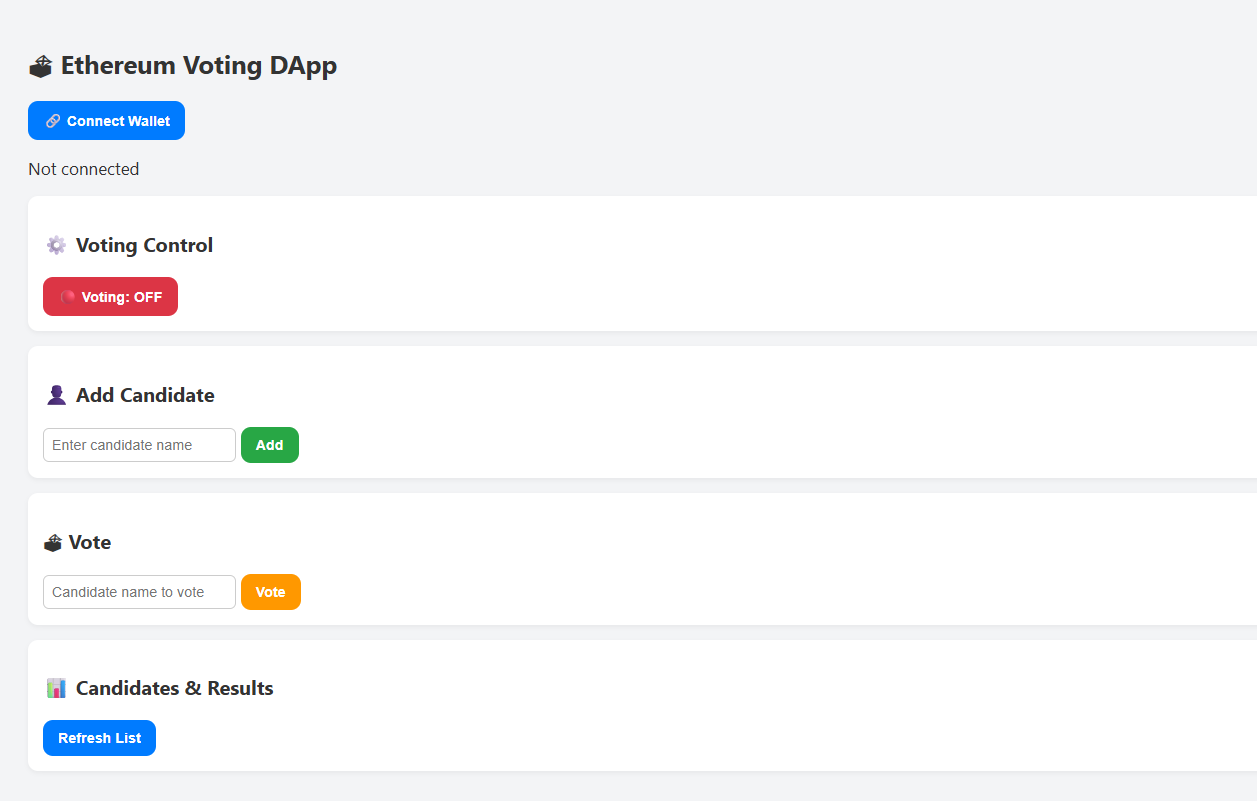 Ethereum Voting DApp
Connect Wallet
Not connected
Voting Control
Voting: OFF
Add Candidate
Enter candidate name Add
Vote
Candidate name to vote Vote
Candidates & Results
Refresh List